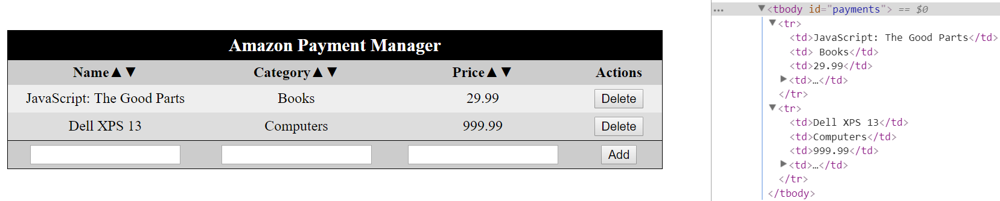 Amazon Payment Manager
Name▲▼ Category▲▼ Price▲▼ Actions
JavaScript: The Good Parts Books 29.99 Delete
Dell XPS 13 Computers 999.99 Delete
Add
••• ▼<tbody id="payments"> == $0
▼<tr>
<td>JavaScript: The Good Parts</td>
<td> Books</td>
<td>29.99</td>
▶<td>…</td>
</tr>
▼<tr>
<td>Dell XPS 13</td>
<td>Computers</td>
<td>999.99</td>
▶<td>…</td>
</tr>
</tbody>